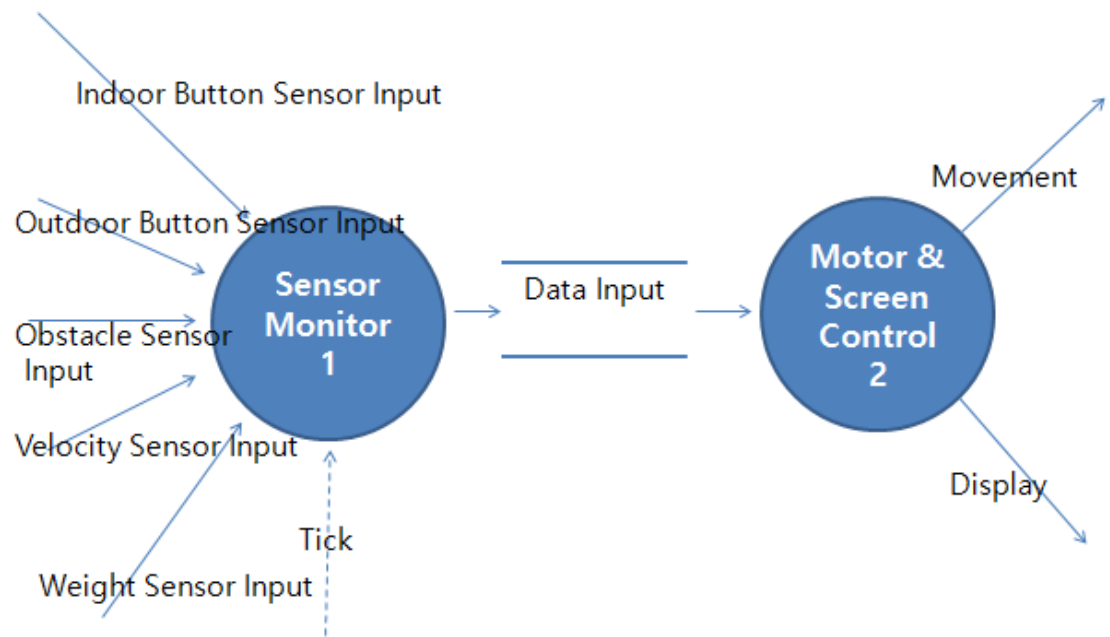 Indoor Button Sensor Input
Outdoor Button Sensor Input
Obstacle Sensor
Input
Velocity Sensor Input
Weight Sensor Input
Tick
Sensor
Monitor
1
Data Input
Motor &
Screen
Control
2
Movement
Display